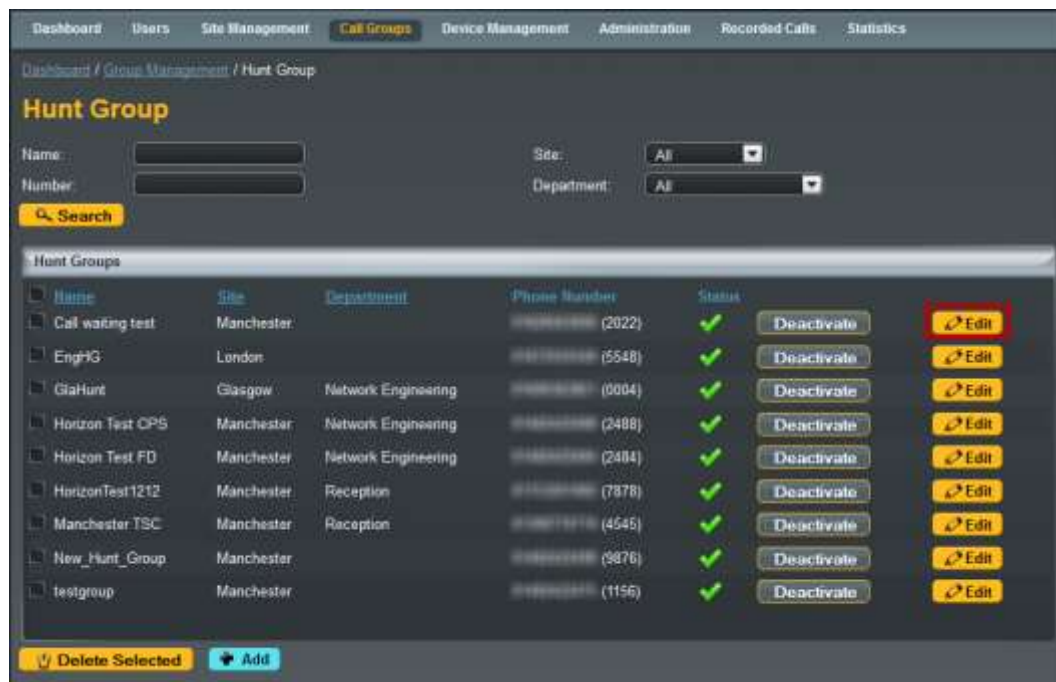 Dashboard Users Site Management Call Groups Device Management Administration Recorded Calls Statistics
Dashboard / Group Management / Hunt Group
Hunt Group
Name: Site: All
Number: Department: All
Search
Hunt Groups
Name Site Department Phone Number Status
Call waiting test Manchester (2022) Deactivate Edit
EngHG London (5548) Deactivate Edit
GlaHunt Glasgow Network Engineering (0004) Deactivate Edit
Horizon Test CPS Manchester Network Engineering (2488) Deactivate Edit
Horizon Test FD Manchester Network Engineering (2484) Deactivate Edit
HorizonTest1212 Manchester Reception (7878) Deactivate Edit
Manchester TSC Manchester Reception (4545) Deactivate Edit
New_Hunt_Group Manchester (9876) Deactivate Edit
testgroup Manchester (1156) Deactivate Edit
Delete Selected Add